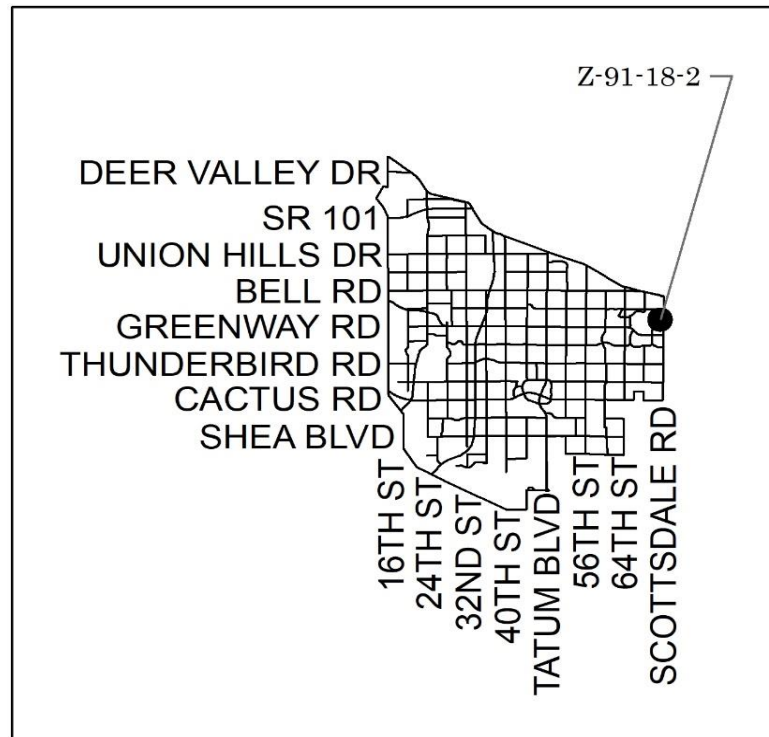 Z-91-18-2
DEER VALLEY DR
SR 101
UNION HILLS DR
BELL RD
GREENWAY RD
THUNDERBIRD RD
CACTUS RD
SHEA BLVD
16TH ST
24TH ST
32ND ST
40TH ST
TATUM BLVD
56TH ST
64TH ST
SCOTTSDALE RD